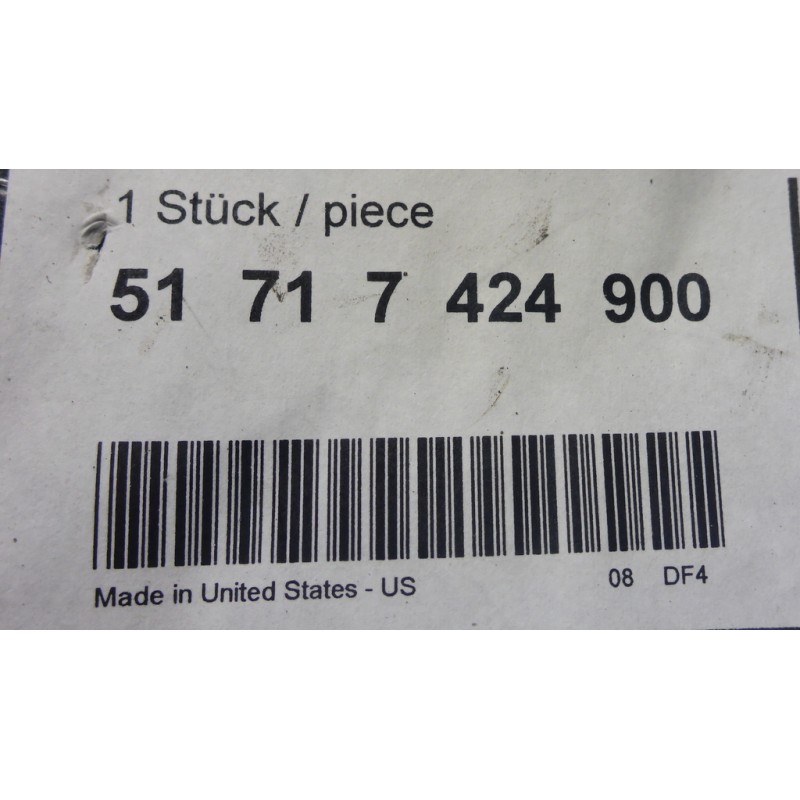 1 Stück / piece
51 71 7 424 900
Made in United States - US 08 DF4